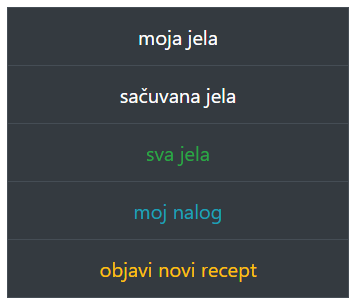 moja jela
sačuvana jela
sva jela
moj nalog
objavi novi recept